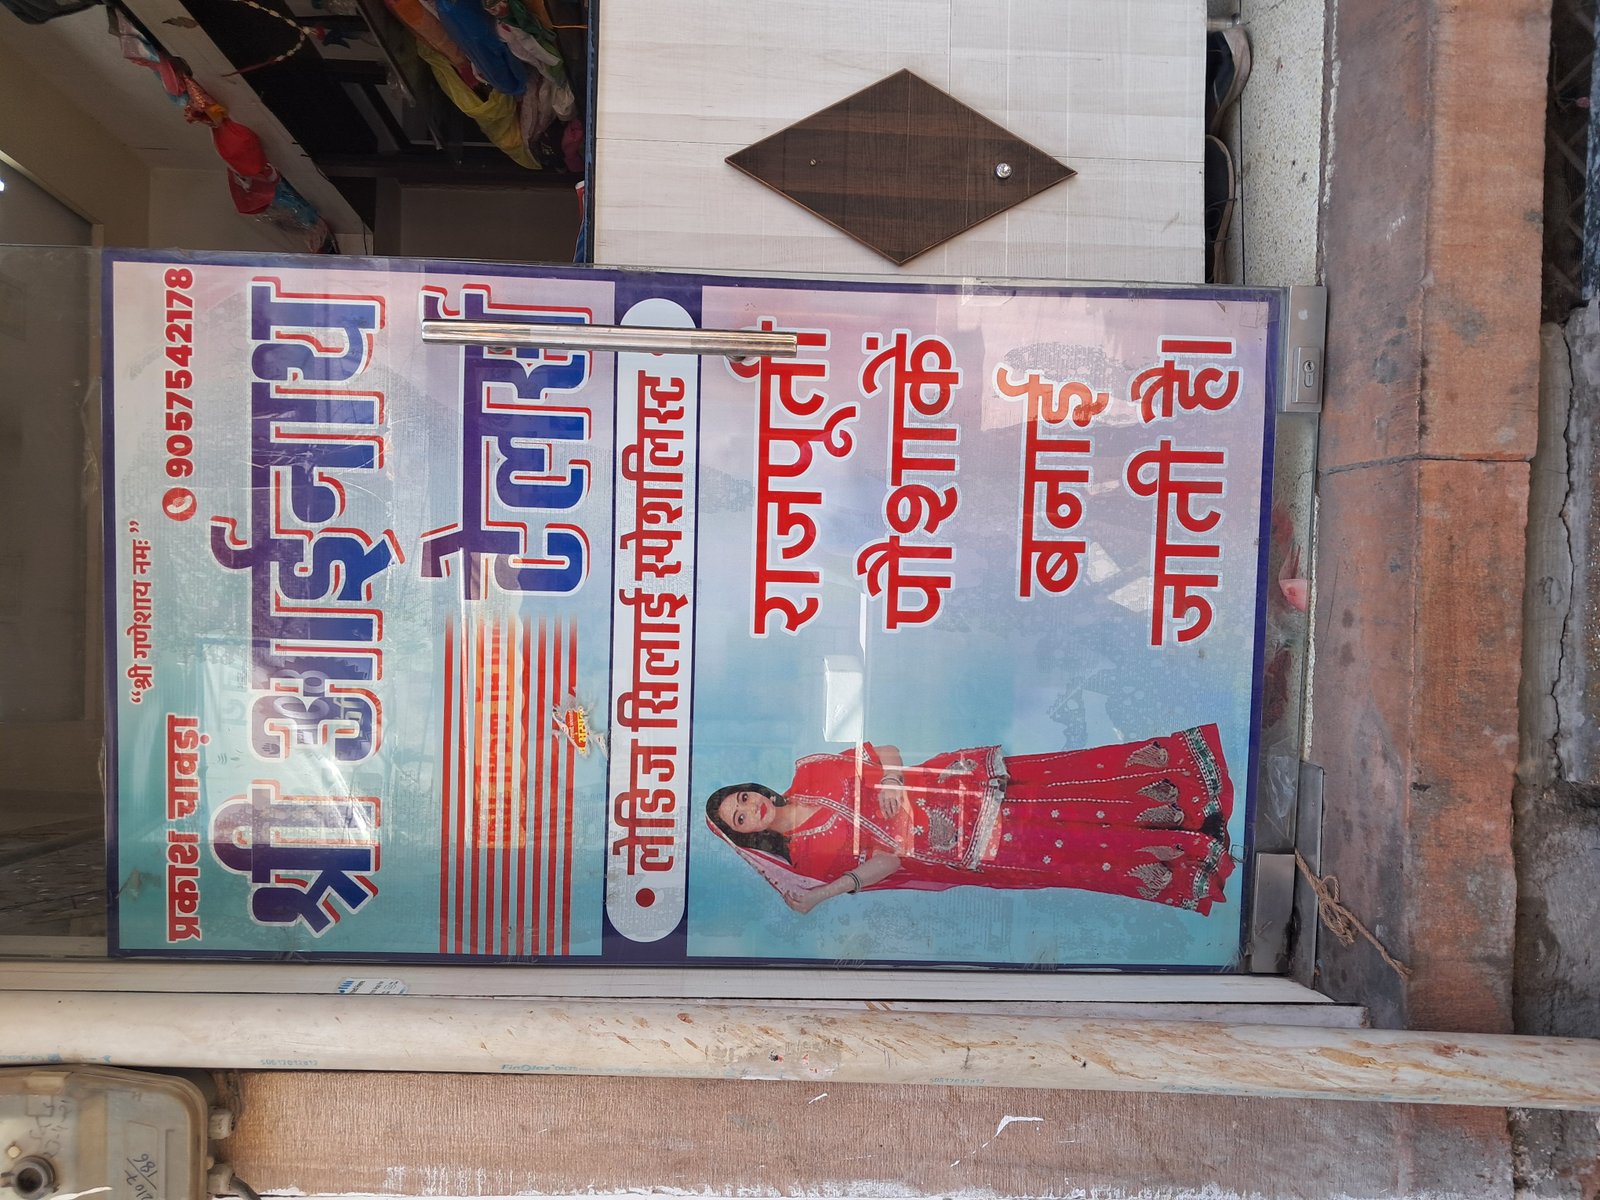 “श्री गणेशाय नमः”
प्रकाश चावड़ा
9057542178
श्री आईनाथ
टेलर्स
• लेडिज सिलाई स्पेशलिस्ट
राजपूती
पोशाकें
बनाई
जाती है।